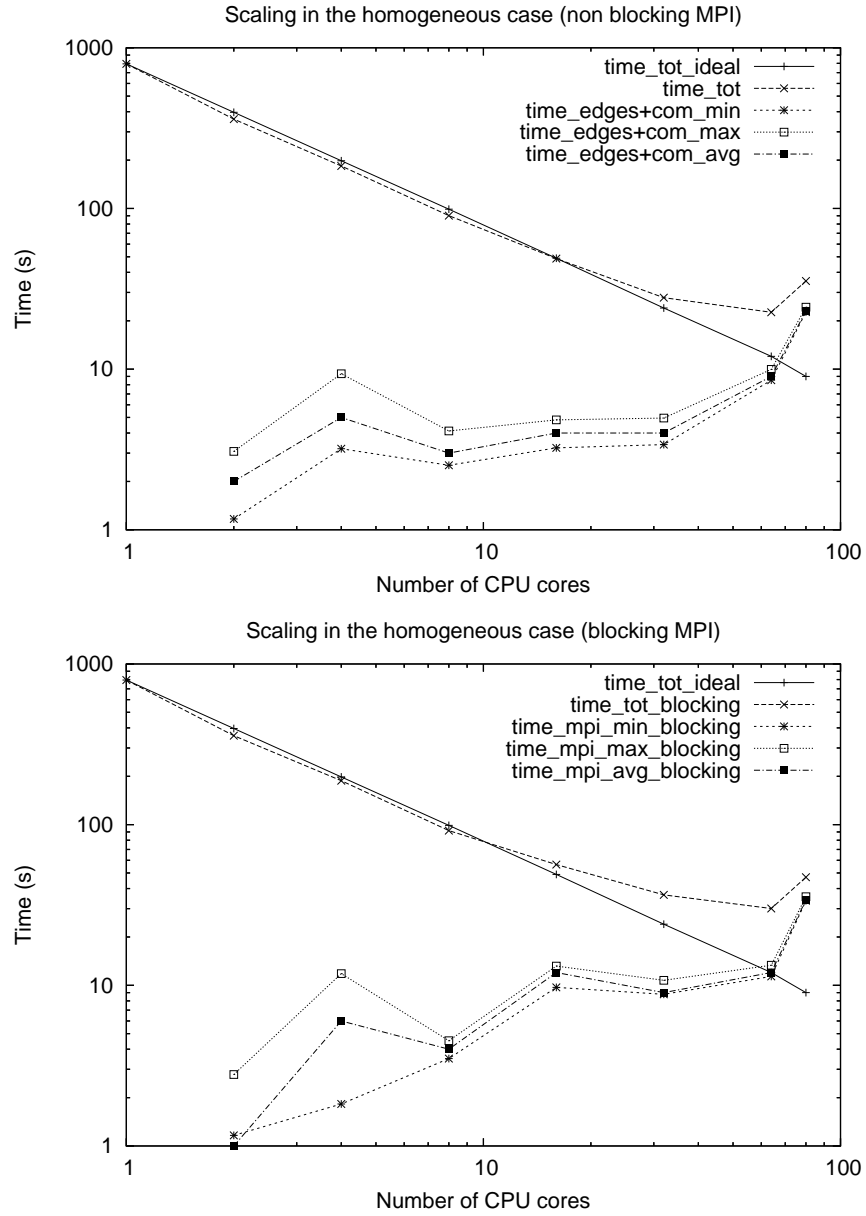 Scaling in the homogeneous case (non blocking MPI)
1000
100
10
1
Time (s)
time_tot_ideal
time_tot
time_edges+com_min
time_edges+com_max
time_edges+com_avg
1 10 100
Number of CPU cores
Scaling in the homogeneous case (blocking MPI)
1000
100
10
1
Time (s)
time_tot_ideal
time_tot_blocking
time_mpi_min_blocking
time_mpi_max_blocking
time_mpi_avg_blocking
1 10 100
Number of CPU cores